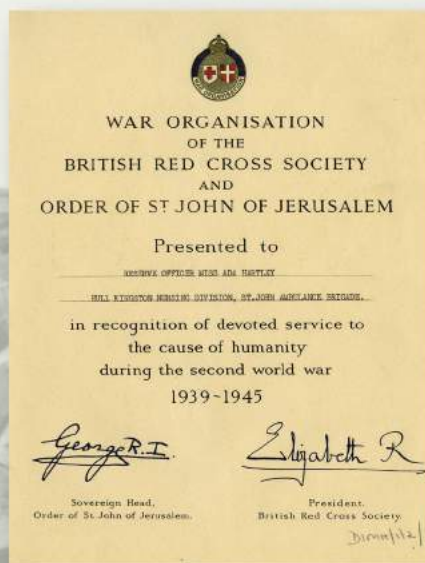 WAR ORGANISATION
OF THE
BRITISH RED CROSS SOCIETY
AND
ORDER OF ST JOHN OF JERUSALEM
Presented to
RESERVE OFFICER MISS ADA HARTLEY
HULL KINGSTON NURSING DIVISION, ST.JOHN AMBULANCE BRIGADE.
in recognition of devoted service to
the cause of humanity
during the second world war
1939~1945
George R.I.
Elizabeth R
Sovereign Head,
Order of St. John of Jerusalem.
President.
British Red Cross Society.